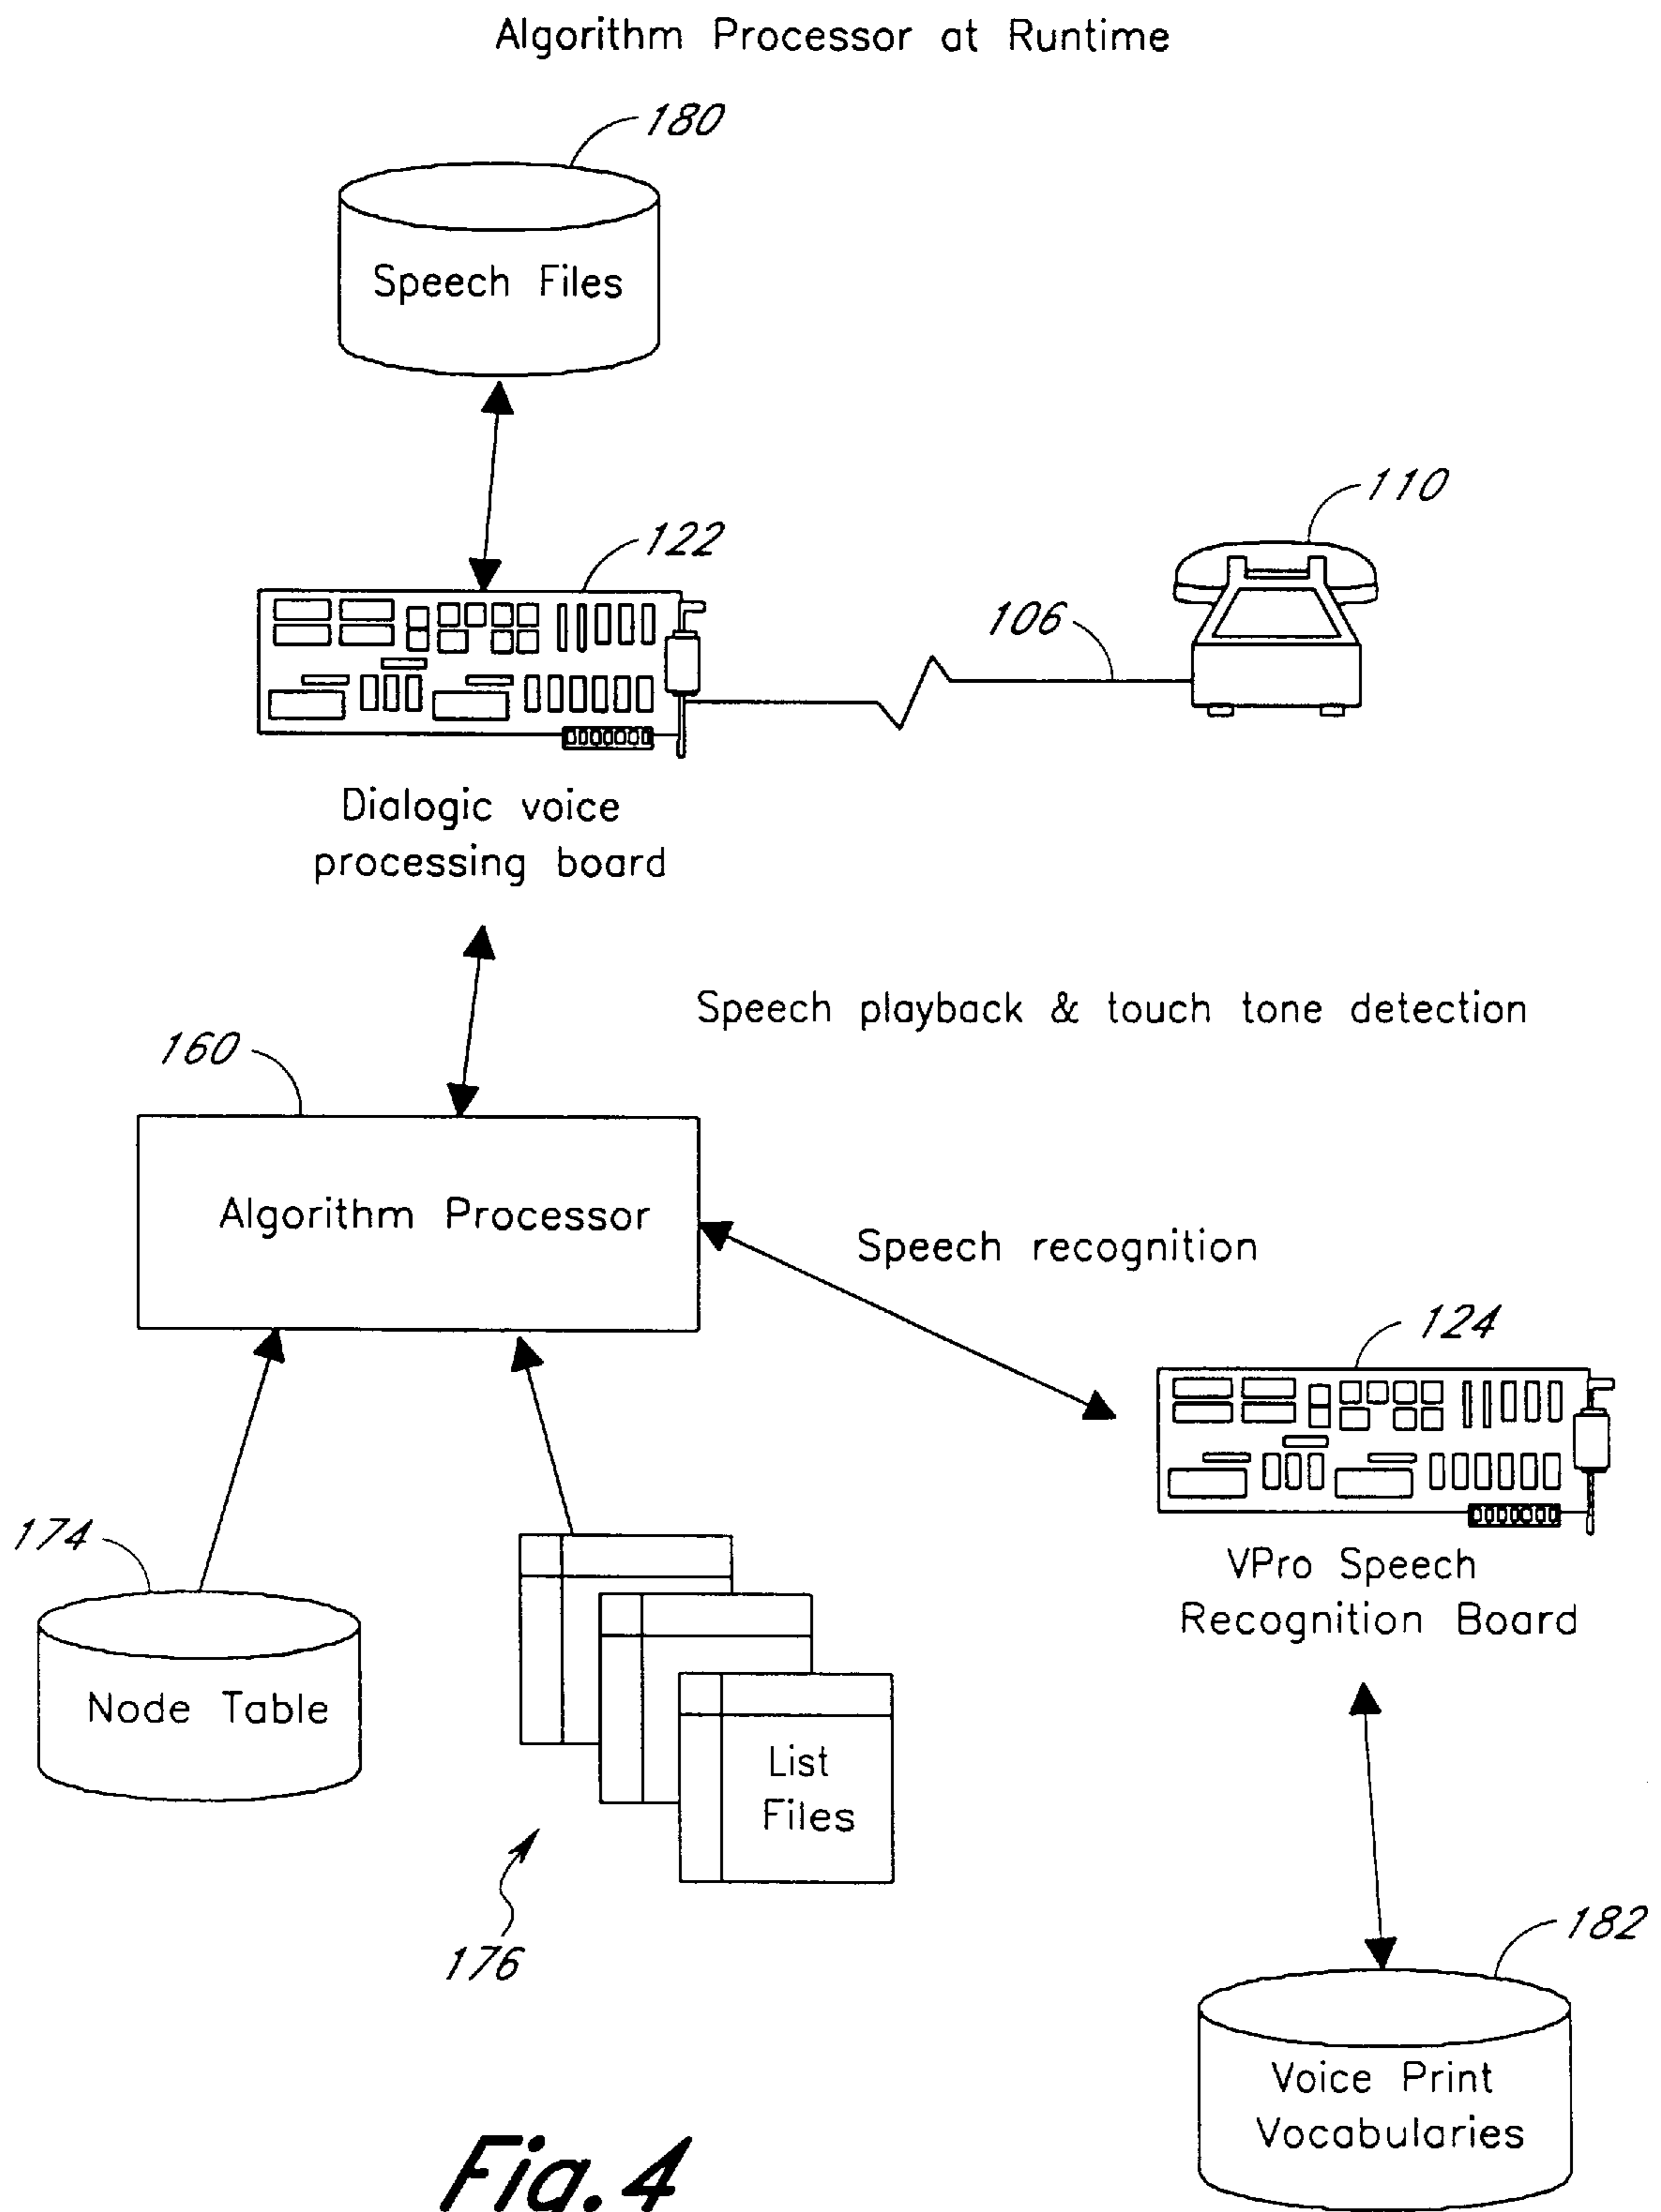 Algorithm Processor at Runtime
180
Speech Files
122
110
106
Dialogic voice
processing board
Speech playback & touch tone detection
160
Algorithm Processor
Speech recognition
124
VPro Speech
Recognition Board
174
Node Table
List
Files
176
182
Voice Print
Vocabularies
Fig. 4